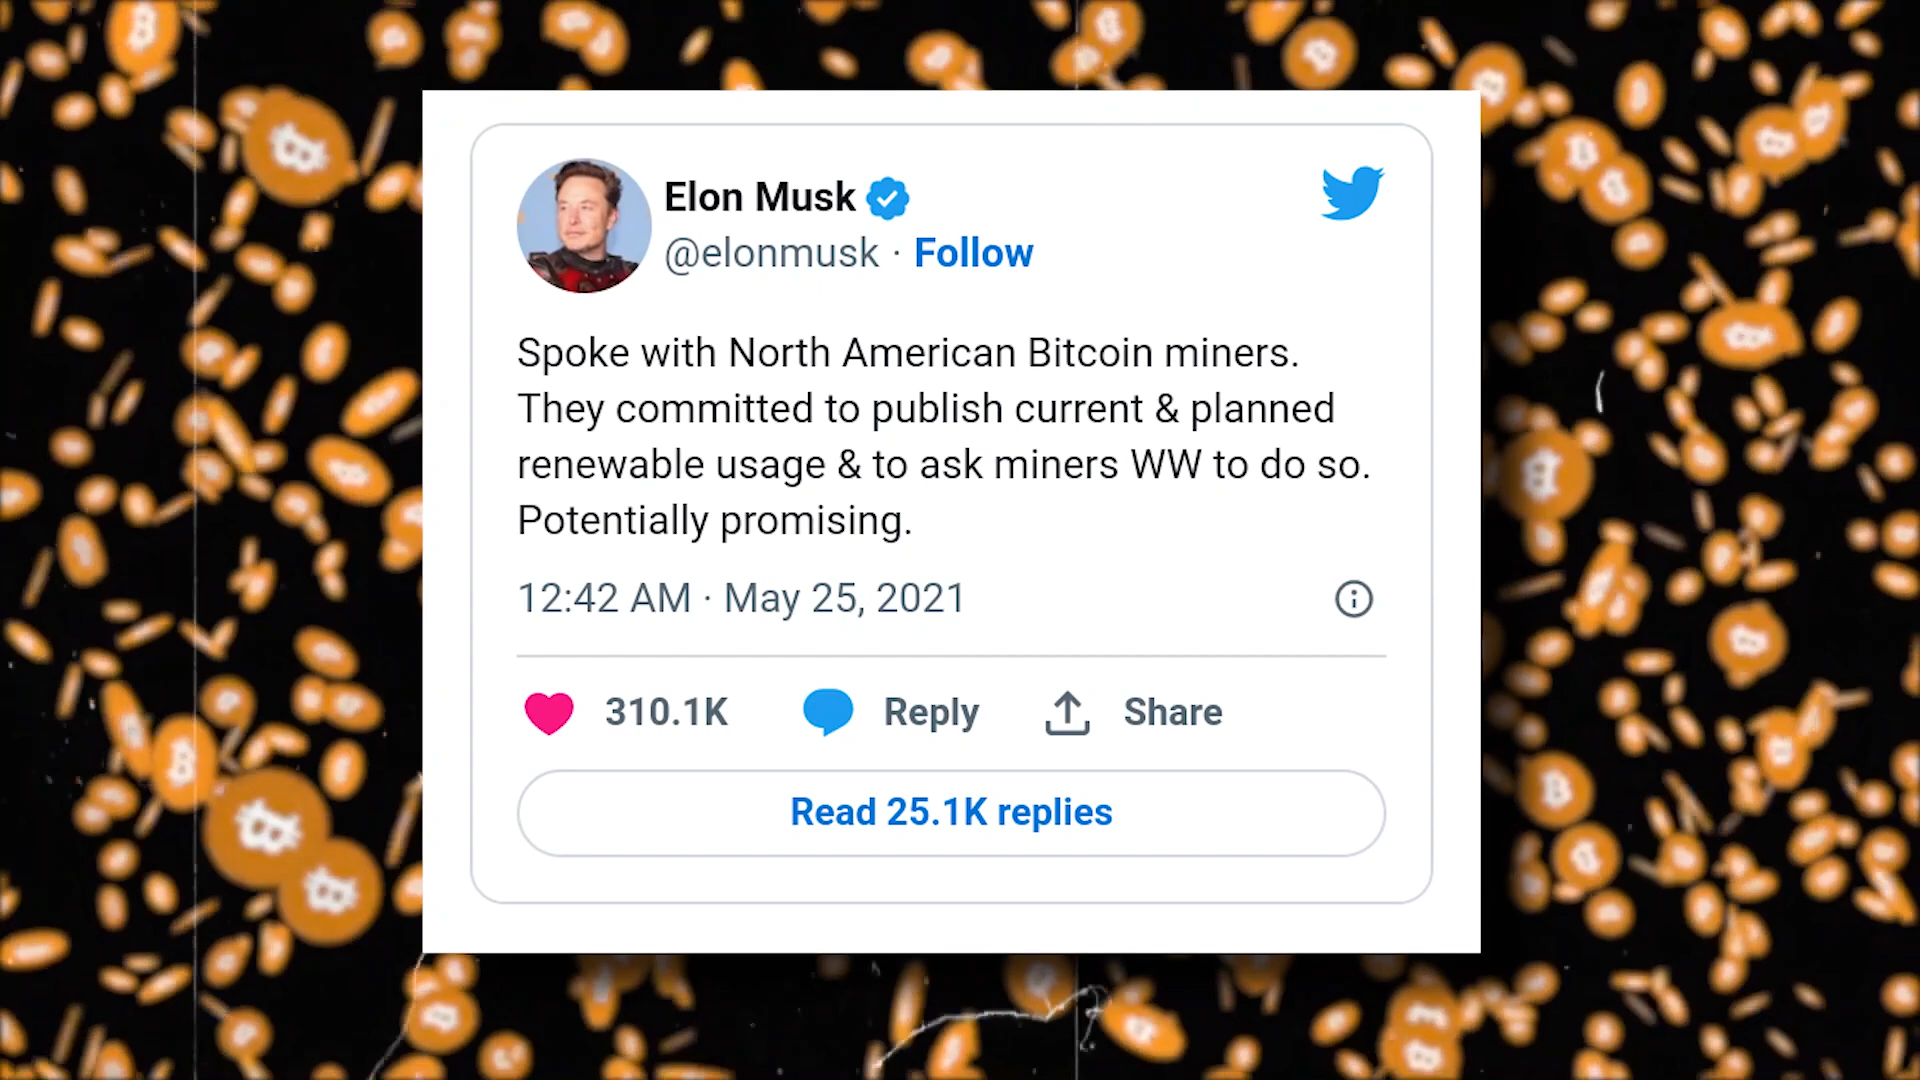 Elon Musk
@elonmusk · Follow
Spoke with North American Bitcoin miners.
They committed to publish current & planned
renewable usage & to ask miners WW to do so.
Potentially promising.
12:42 AM · May 25, 2021
310.1K Reply Share
Read 25.1K replies